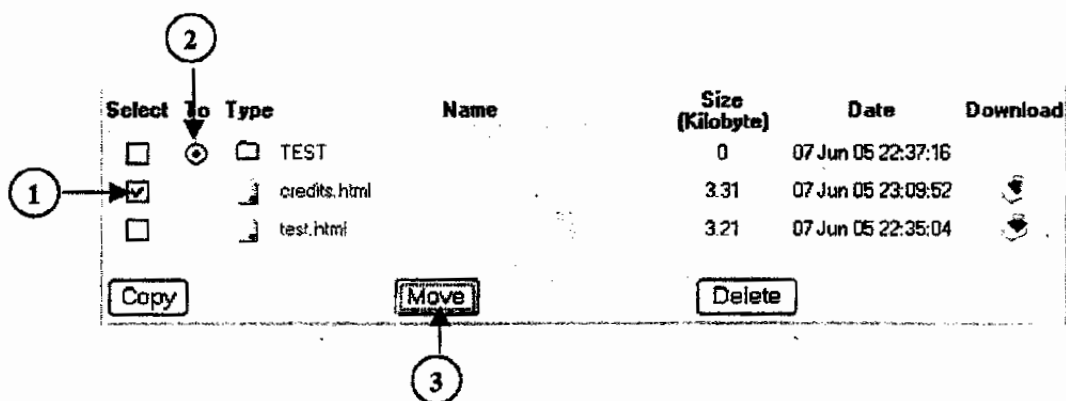 2
Select To Type Name Size (Kilobyte) Date Download
TEST 0 07 Jun 05 22:37:16
1 credits.html 3.31 07 Jun 05 23:09:52
test.html 3.21 07 Jun 05 22:35:04
Copy Move Delete
3